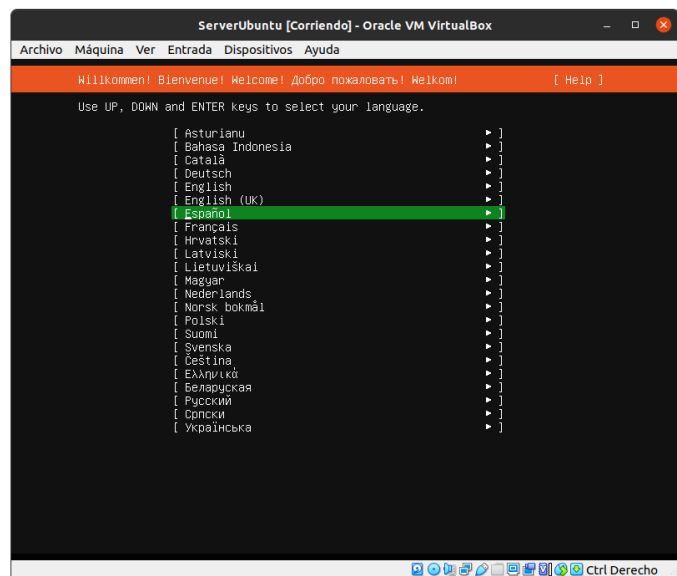 ServerUbuntu [Corriendo] - Oracle VM VirtualBox
Archivo Máquina Ver Entrada Dispositivos Ayuda
Willkommen! Bienvenue! Welcome! Добро пожаловать! Welkom! [ Help ]
Use UP, DOWN and ENTER keys to select your language.
[ Asturianu ▸ ]
[ Bahasa Indonesia ▸ ]
[ Català ▸ ]
[ Deutsch ▸ ]
[ English ▸ ]
[ English (UK) ▸ ]
[ Español ▸ ]
[ Français ▸ ]
[ Hrvatski ▸ ]
[ Latviski ▸ ]
[ Lietuviškai ▸ ]
[ Magyar ▸ ]
[ Nederlands ▸ ]
[ Norsk bokmål ▸ ]
[ Polski ▸ ]
[ Suomi ▸ ]
[ Svenska ▸ ]
[ Čeština ▸ ]
[ Ελληνικά ▸ ]
[ Беларуская ▸ ]
[ Русский ▸ ]
[ Српски ▸ ]
[ Українська ▸ ]
Ctrl Derecho